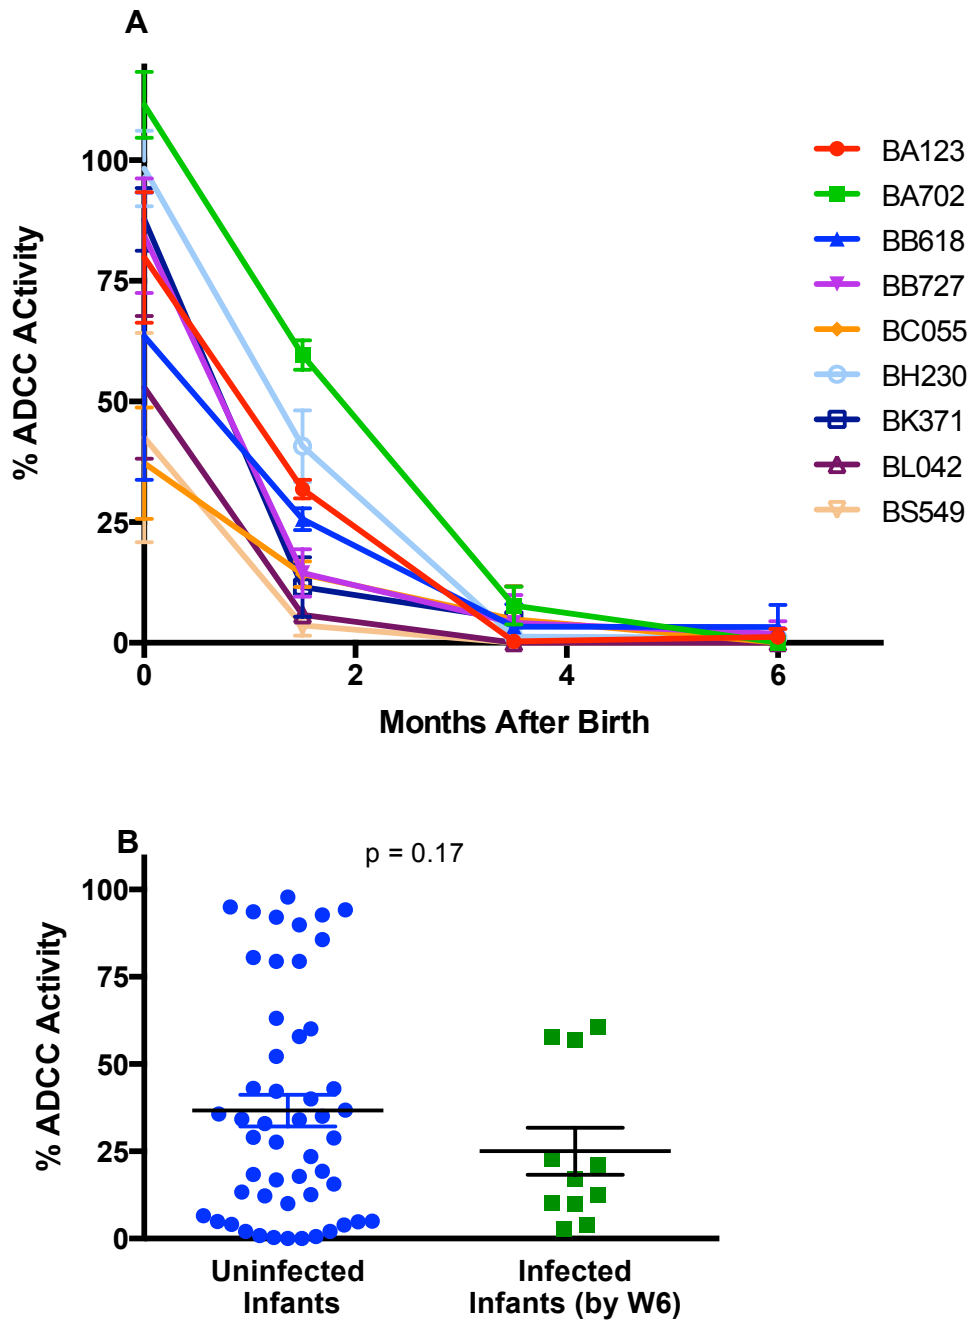 A
% ADCC ACtivity
100
75
50
25
0
0 2 4 6
Months After Birth
BA123
BA702
BB618
BB727
BC055
BH230
BK371
BL042
BS549
B
p = 0.17
% ADCC Activity
100
75
50
25
0
Uninfected
Infants
Infected
Infants (by W6)